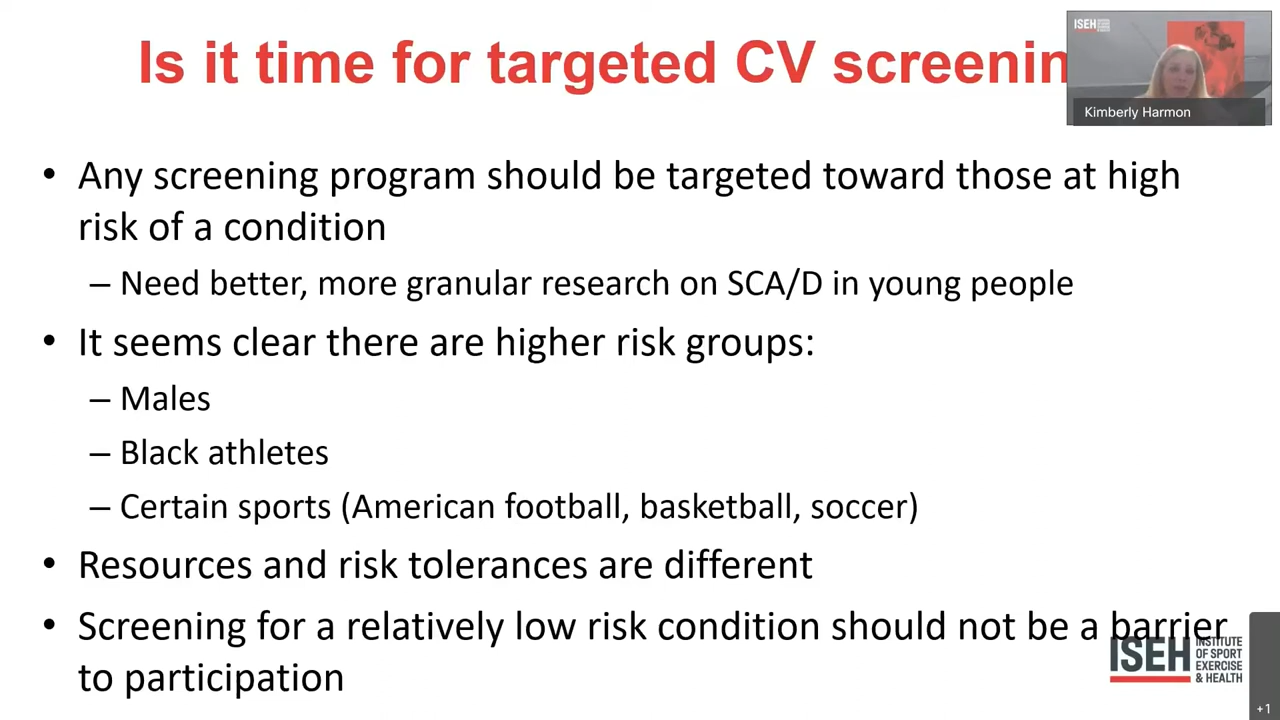 Is it time for targeted CV screenin
ISEH
Kimberly Harmon
• Any screening program should be targeted toward those at high
risk of a condition
– Need better, more granular research on SCA/D in young people
• It seems clear there are higher risk groups:
– Males
– Black athletes
– Certain sports (American football, basketball, soccer)
• Resources and risk tolerances are different
• Screening for a relatively low risk condition should not be a barrier
to participation
ISEH
INSTITUTE
OF SPORT
EXERCISE
& HEALTH
+1